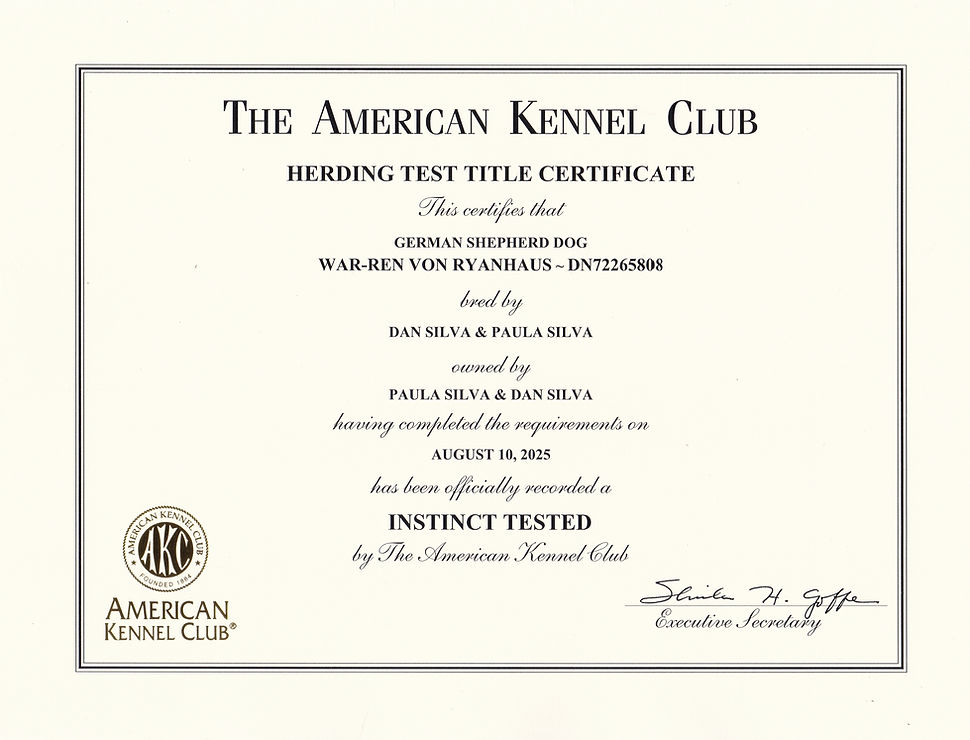 THE AMERICAN KENNEL CLUB
HERDING TEST TITLE CERTIFICATE
This certifies that
GERMAN SHEPHERD DOG
WAR-REN VON RYANHAUS ~ DN72265808
bred by
DAN SILVA & PAULA SILVA
owned by
PAULA SILVA & DAN SILVA
having completed the requirements on
AUGUST 10, 2025
has been officially recorded a
INSTINCT TESTED
by The American Kennel Club
AMERICAN KENNEL CLUB
AKC
FOUNDED 1884
AMERICAN
KENNEL CLUB®
Sheila H. Goffe
Executive Secretary